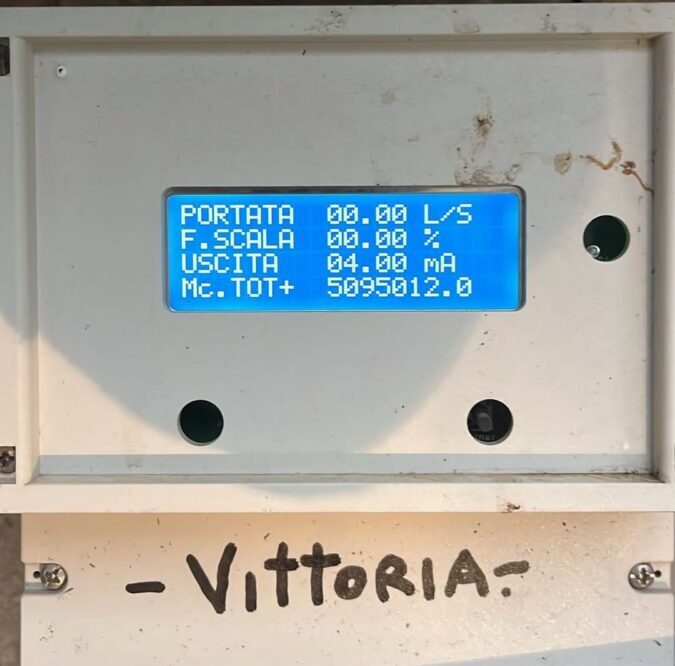 PORTATA 00.00 L/S
F.SCALA 00.00 %
USCITA 04.00 mA
Mc.TOT+ 5095012.0
- VittORIA -